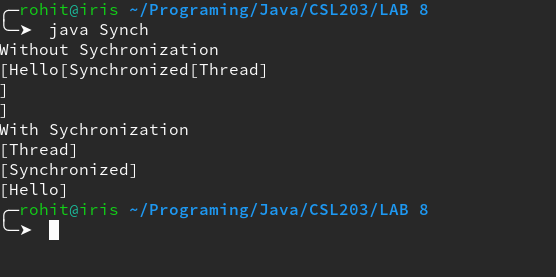 ╭─rohit@iris ~/Programing/Java/CSL203/LAB 8
╰─➤  java Synch
Without Sychronization
[Hello[Synchronized[Thread]
]
]
With Sychronization
[Thread]
[Synchronized]
[Hello]
╭─rohit@iris ~/Programing/Java/CSL203/LAB 8
╰─➤